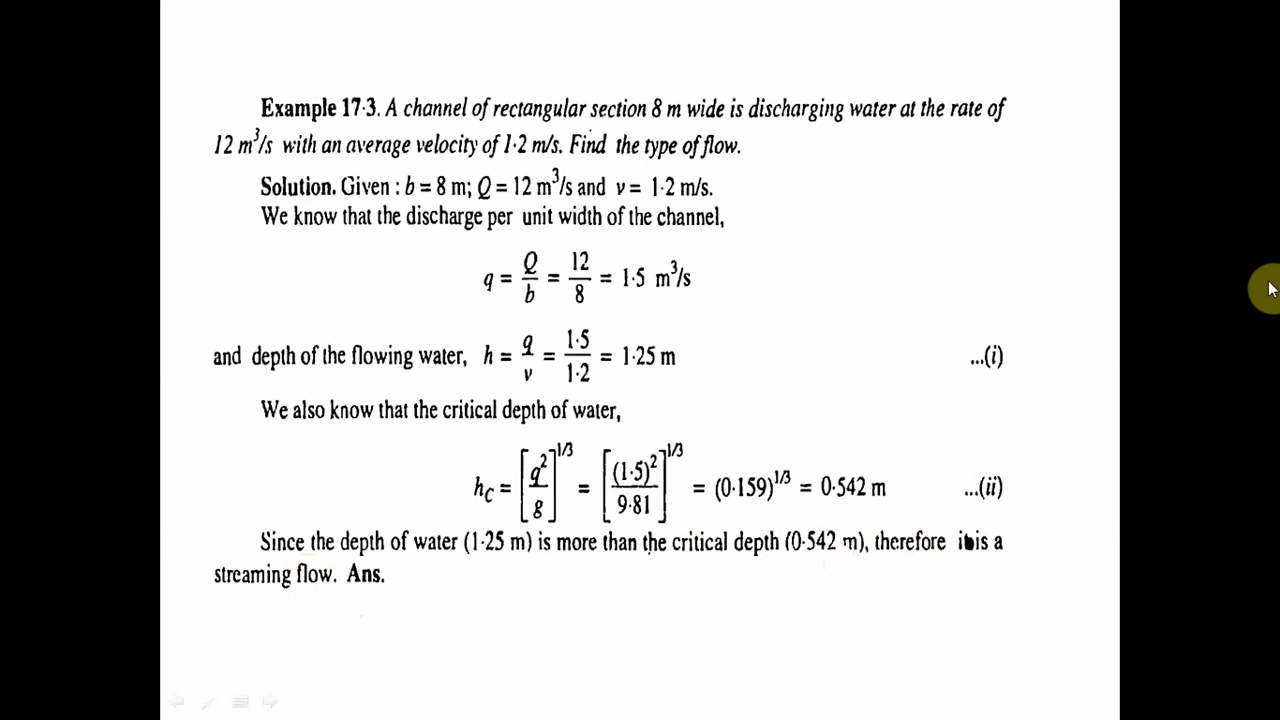 Example 17·3. A channel of rectangular section 8 m wide is discharging water at the rate of
12 m³/s with an average velocity of 1·2 m/s. Find the type of flow.
Solution. Given : b = 8 m; Q = 12 m³/s and v = 1·2 m/s.
We know that the discharge per unit width of the channel,
q = Q/b = 12/8 = 1·5 m³/s
and depth of the flowing water, h = q/v = 1·5/1·2 = 1·25 m ...(i)
We also know that the critical depth of water,
h_C = [q²/g]^1/3 = [(1·5)²/9·81]^1/3 = (0·159)^1/3 = 0·542 m ...(ii)
Since the depth of water (1·25 m) is more than the critical depth (0·542 m), therefore it is a
streaming flow. Ans.